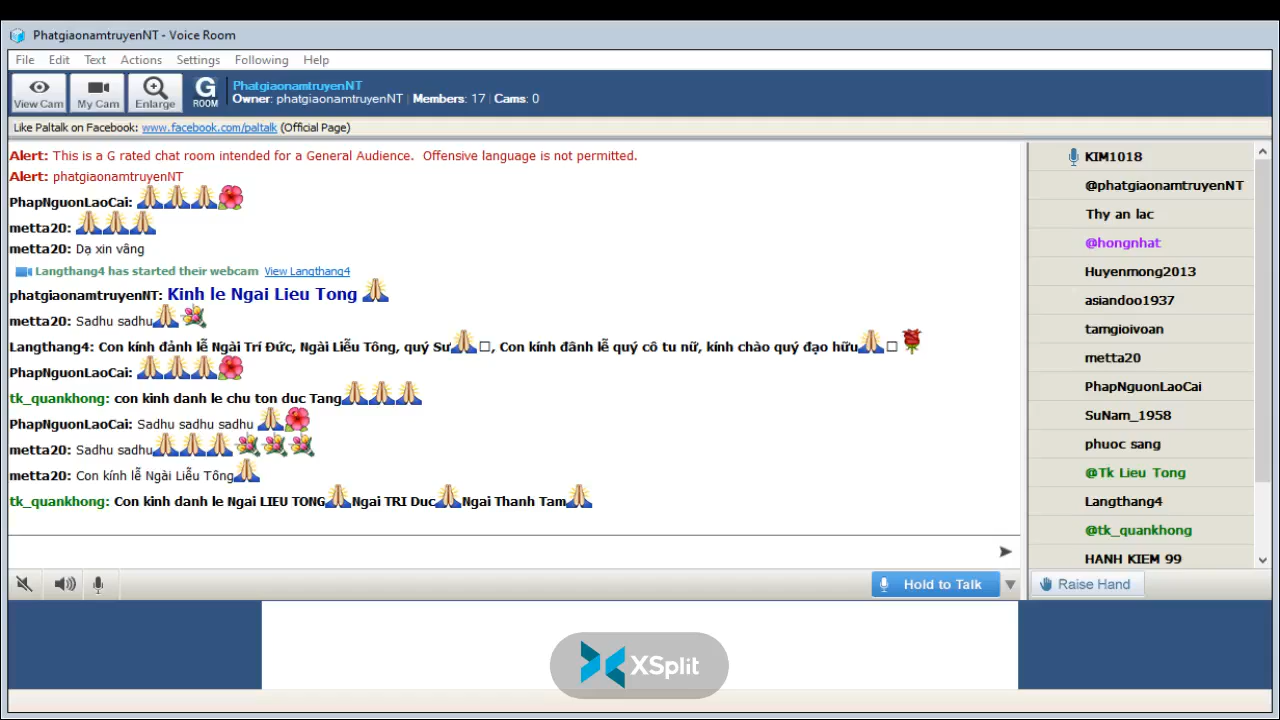 PhatgiaonamtruyenNT - Voice Room
File Edit Text Actions Settings Following Help
View Cam My Cam Enlarge G ROOM
PhatgiaonamtruyenNT
Owner: phatgiaonamtruyenNT | Members: 17 | Cams: 0
Like Paltalk on Facebook: www.facebook.com/paltalk (Official Page)
Alert: This is a G rated chat room intended for a General Audience. Offensive language is not permitted.
Alert: phatgiaonamtruyenNT
PhapNguonLaoCai: 🙏🙏🙏🌺
metta20: 🙏🙏🙏
metta20: Dạ xin vâng
Langthang4 has started their webcam View Langthang4
phatgiaonamtruyenNT: Kinh le Ngai Lieu Tong 🙏
metta20: Sadhu sadhu🙏💐
Langthang4: Con kính đảnh lễ Ngài Trí Đức, Ngài Liễu Tông, quý Sư🙏□, Con kính đãnh lễ quý cô tu nữ, kính chào quý đạo hữu🙏□🌹
PhapNguonLaoCai: 🙏🙏🙏🌺
tk_quankhong: con kinh danh le chu ton duc Tang🙏🙏🙏
PhapNguonLaoCai: Sadhu sadhu sadhu 🙏🌺
metta20: Sadhu sadhu🙏🙏🙏💐💐💐
metta20: Con kính lễ Ngài Liễu Tông🙏
tk_quankhong: Con kinh danh le Ngai LIEU TONG🙏Ngai TRI Duc🙏Ngai Thanh Tam🙏
Hold to Talk
KIM1018
@phatgiaonamtruyenNT
Thy an lac
@hongnhat
Huyenmong2013
asiandoo1937
tamgioivoan
metta20
PhapNguonLaoCai
SuNam_1958
phuoc sang
@Tk Lieu Tong
Langthang4
@tk_quankhong
HANH KIEM 99
Raise Hand
XSplit